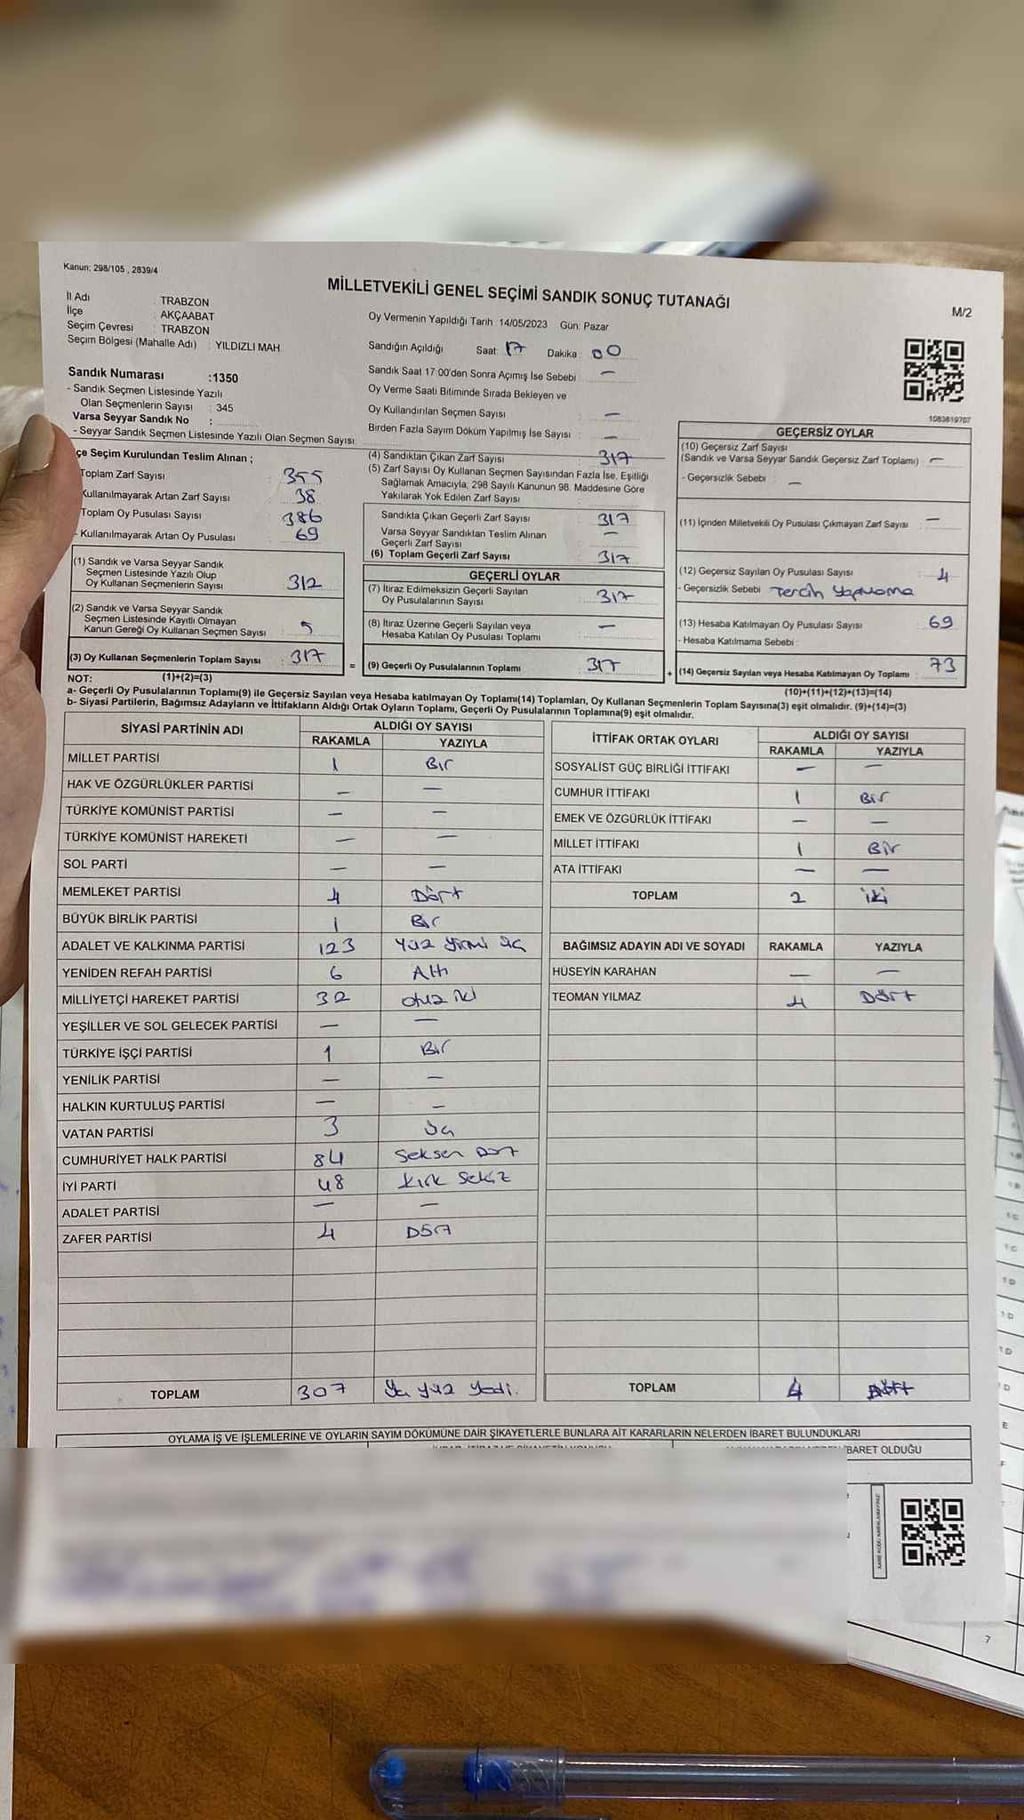 Kanun: 298/105 , 2839/4
MİLLETVEKİLİ GENEL SEÇİMİ SANDIK SONUÇ TUTANAĞI
M/2
İl Adı : TRABZON
İlçe : AKÇAABAT
Seçim Çevresi : TRABZON
Seçim Bölgesi (Mahalle Adı) : YILDIZLI MAH.
Sandık Numarası :1350
- Sandık Seçmen Listesinde Yazılı
Olan Seçmenlerin Sayısı : 345
Varsa Seyyar Sandık No :
- Seyyar Sandık Seçmen Listesinde Yazılı Olan Seçmen Sayısı
Oy Vermenin Yapıldığı Tarih 14/05/2023 Gün: Pazar
Sandığın Açıldığı Saat: 17 Dakika : 00
Sandık Saat 17:00'den Sonra Açımış İse Sebebi : —
Oy Verme Saati Bitiminde Sırada Bekleyen ve
Oy Kullandırılan Seçmen Sayısı : —
Birden Fazla Sayım Döküm Yapılmış İse Sayısı : —
1083619707
çe Seçim Kurulundan Teslim Alınan ;
Toplam Zarf Sayısı : 355
Kullanılmayarak Artan Zarf Sayısı : 38
Toplam Oy Pusulası Sayısı : 386
- Kullanılmayarak Artan Oy Pusulası : 69
(1) Sandık ve Varsa Seyyar Sandık
Seçmen Listesinde Yazılı Olup
Oy Kullanan Seçmenlerin Sayısı : 312
(2) Sandık ve Varsa Seyyar Sandık
Seçmen Listesinde Kayıtlı Olmayan
Kanun Gereği Oy Kullanan Seçmen Sayısı : 5
(3) Oy Kullanan Seçmenlerin Toplam Sayısı : 317
(4) Sandıktan Çıkan Zarf Sayısı : 317
(5) Zarf Sayısı Oy Kullanan Seçmen Sayısından Fazla İse, Eşitliği
Sağlamak Amacıyla, 298 Sayılı Kanunun 98. Maddesine Göre
Yakılarak Yok Edilen Zarf Sayısı
Sandıkta Çıkan Geçerli Zarf Sayısı : 317
Varsa Seyyar Sandıktan Teslim Alınan
Geçerli Zarf Sayısı : —
(6) Toplam Geçerli Zarf Sayısı : 317
GEÇERLİ OYLAR
(7) İtiraz Edilmeksizin Geçerli Sayılan
Oy Pusulalarının Sayısı : 317
(8) İtiraz Üzerine Geçerli Sayılan veya
Hesaba Katılan Oy Pusulası Toplamı : —
= (9) Geçerli Oy Pusulalarının Toplamı : 317
GEÇERSİZ OYLAR
(10) Geçersiz Zarf Sayısı
(Sandık ve Varsa Seyyar Sandık Geçersiz Zarf Toplamı) : —
- Geçersizlik Sebebi : —
(11) İçinden Milletvekili Oy Pusulası Çıkmayan Zarf Sayısı : —
(12) Geçersiz Sayılan Oy Pusulası Sayısı : 4
- Geçersizlik Sebebi : Tercih Yapmama
(13) Hesaba Katılmayan Oy Pusulası Sayısı : 69
- Hesaba Katılmama Sebebi :
+ (14) Geçersiz Sayılan veya Hesaba Katılmayan Oy Toplamı : 73
NOT: (1)+(2)=(3) (10)+(11)+(12)+(13)=(14)
a- Geçerli Oy Pusulalarının Toplamı(9) ile Geçersiz Sayılan veya Hesaba katılmayan Oy Toplamı(14) Toplamları, Oy Kullanan Seçmenlerin Toplam Sayısına(3) eşit olmalıdır. (9)+(14)=(3)
b- Siyasi Partilerin, Bağımsız Adayların ve İttifakların Aldığı Ortak Oyların Toplamı, Geçerli Oy Pusulalarının Toplamına(9) eşit olmalıdır.
SİYASİ PARTİNİN ADI ALDIĞI OY SAYISI
RAKAMLA YAZIYLA
MİLLET PARTİSİ 1 Bir
HAK VE ÖZGÜRLÜKLER PARTİSİ — —
TÜRKİYE KOMÜNİST PARTİSİ — —
TÜRKİYE KOMÜNİST HAREKETİ — —
SOL PARTİ — —
MEMLEKET PARTİSİ 4 Dört
BÜYÜK BİRLİK PARTİSİ 1 Bir
ADALET VE KALKINMA PARTİSİ 123 Yüz yirmi üç
YENİDEN REFAH PARTİSİ 6 Altı
MİLLİYETÇİ HAREKET PARTİSİ 32 otuz iki
YEŞİLLER VE SOL GELECEK PARTİSİ — —
TÜRKİYE İŞÇİ PARTİSİ 1 Bir
YENİLİK PARTİSİ — —
HALKIN KURTULUŞ PARTİSİ — —
VATAN PARTİSİ 3 Üç
CUMHURİYET HALK PARTİSİ 84 Seksen Dört
İYİ PARTİ 48 kırk Sekiz
ADALET PARTİSİ — —
ZAFER PARTİSİ 4 Dört
TOPLAM 307 Üç yüz yedi.
İTTİFAK ORTAK OYLARI ALDIĞI OY SAYISI
RAKAMLA YAZIYLA
SOSYALİST GÜÇ BİRLİĞİ İTTİFAKI — —
CUMHUR İTTİFAKI 1 Bir
EMEK VE ÖZGÜRLÜK İTTİFAKI — —
MİLLET İTTİFAKI 1 Bir
ATA İTTİFAKI — —
TOPLAM 2 iki
BAĞIMSIZ ADAYIN ADI VE SOYADI RAKAMLA YAZIYLA
HÜSEYİN KARAHAN — —
TEOMAN YILMAZ 4 Dört
TOPLAM 4 Dört
OYLAMA İŞ VE İŞLEMLERİNE VE OYLARIN SAYIM DÖKÜMÜNE DAİR ŞİKAYETLERLE BUNLARA AİT KARARLARIN NELERDEN İBARET BULUNDUKLARI
BARET OLDUĞU
7